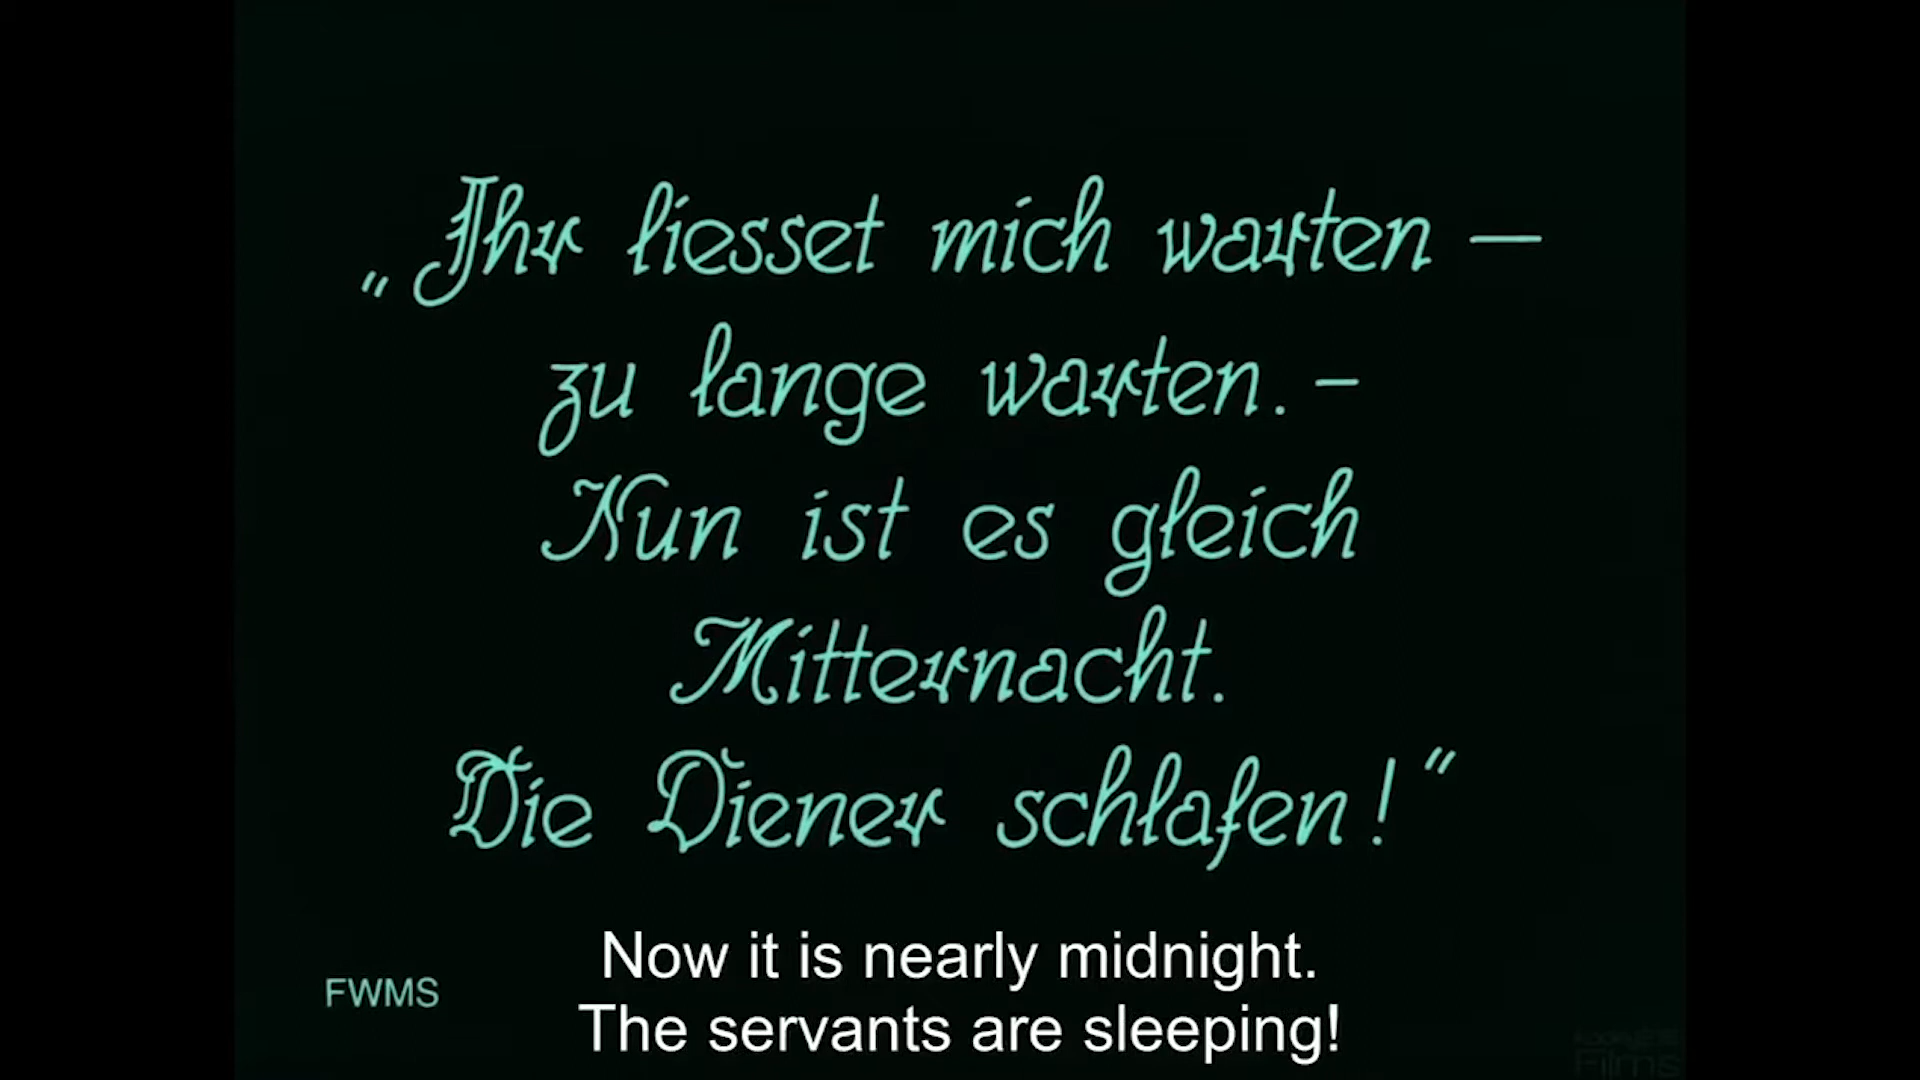 „Ihr liesset mich warten —
zu lange warten. –
Nun ist es gleich
Mitternacht.
Die Diener schlafen!"
Now it is nearly midnight.
FWMS
The servants are sleeping!
Films